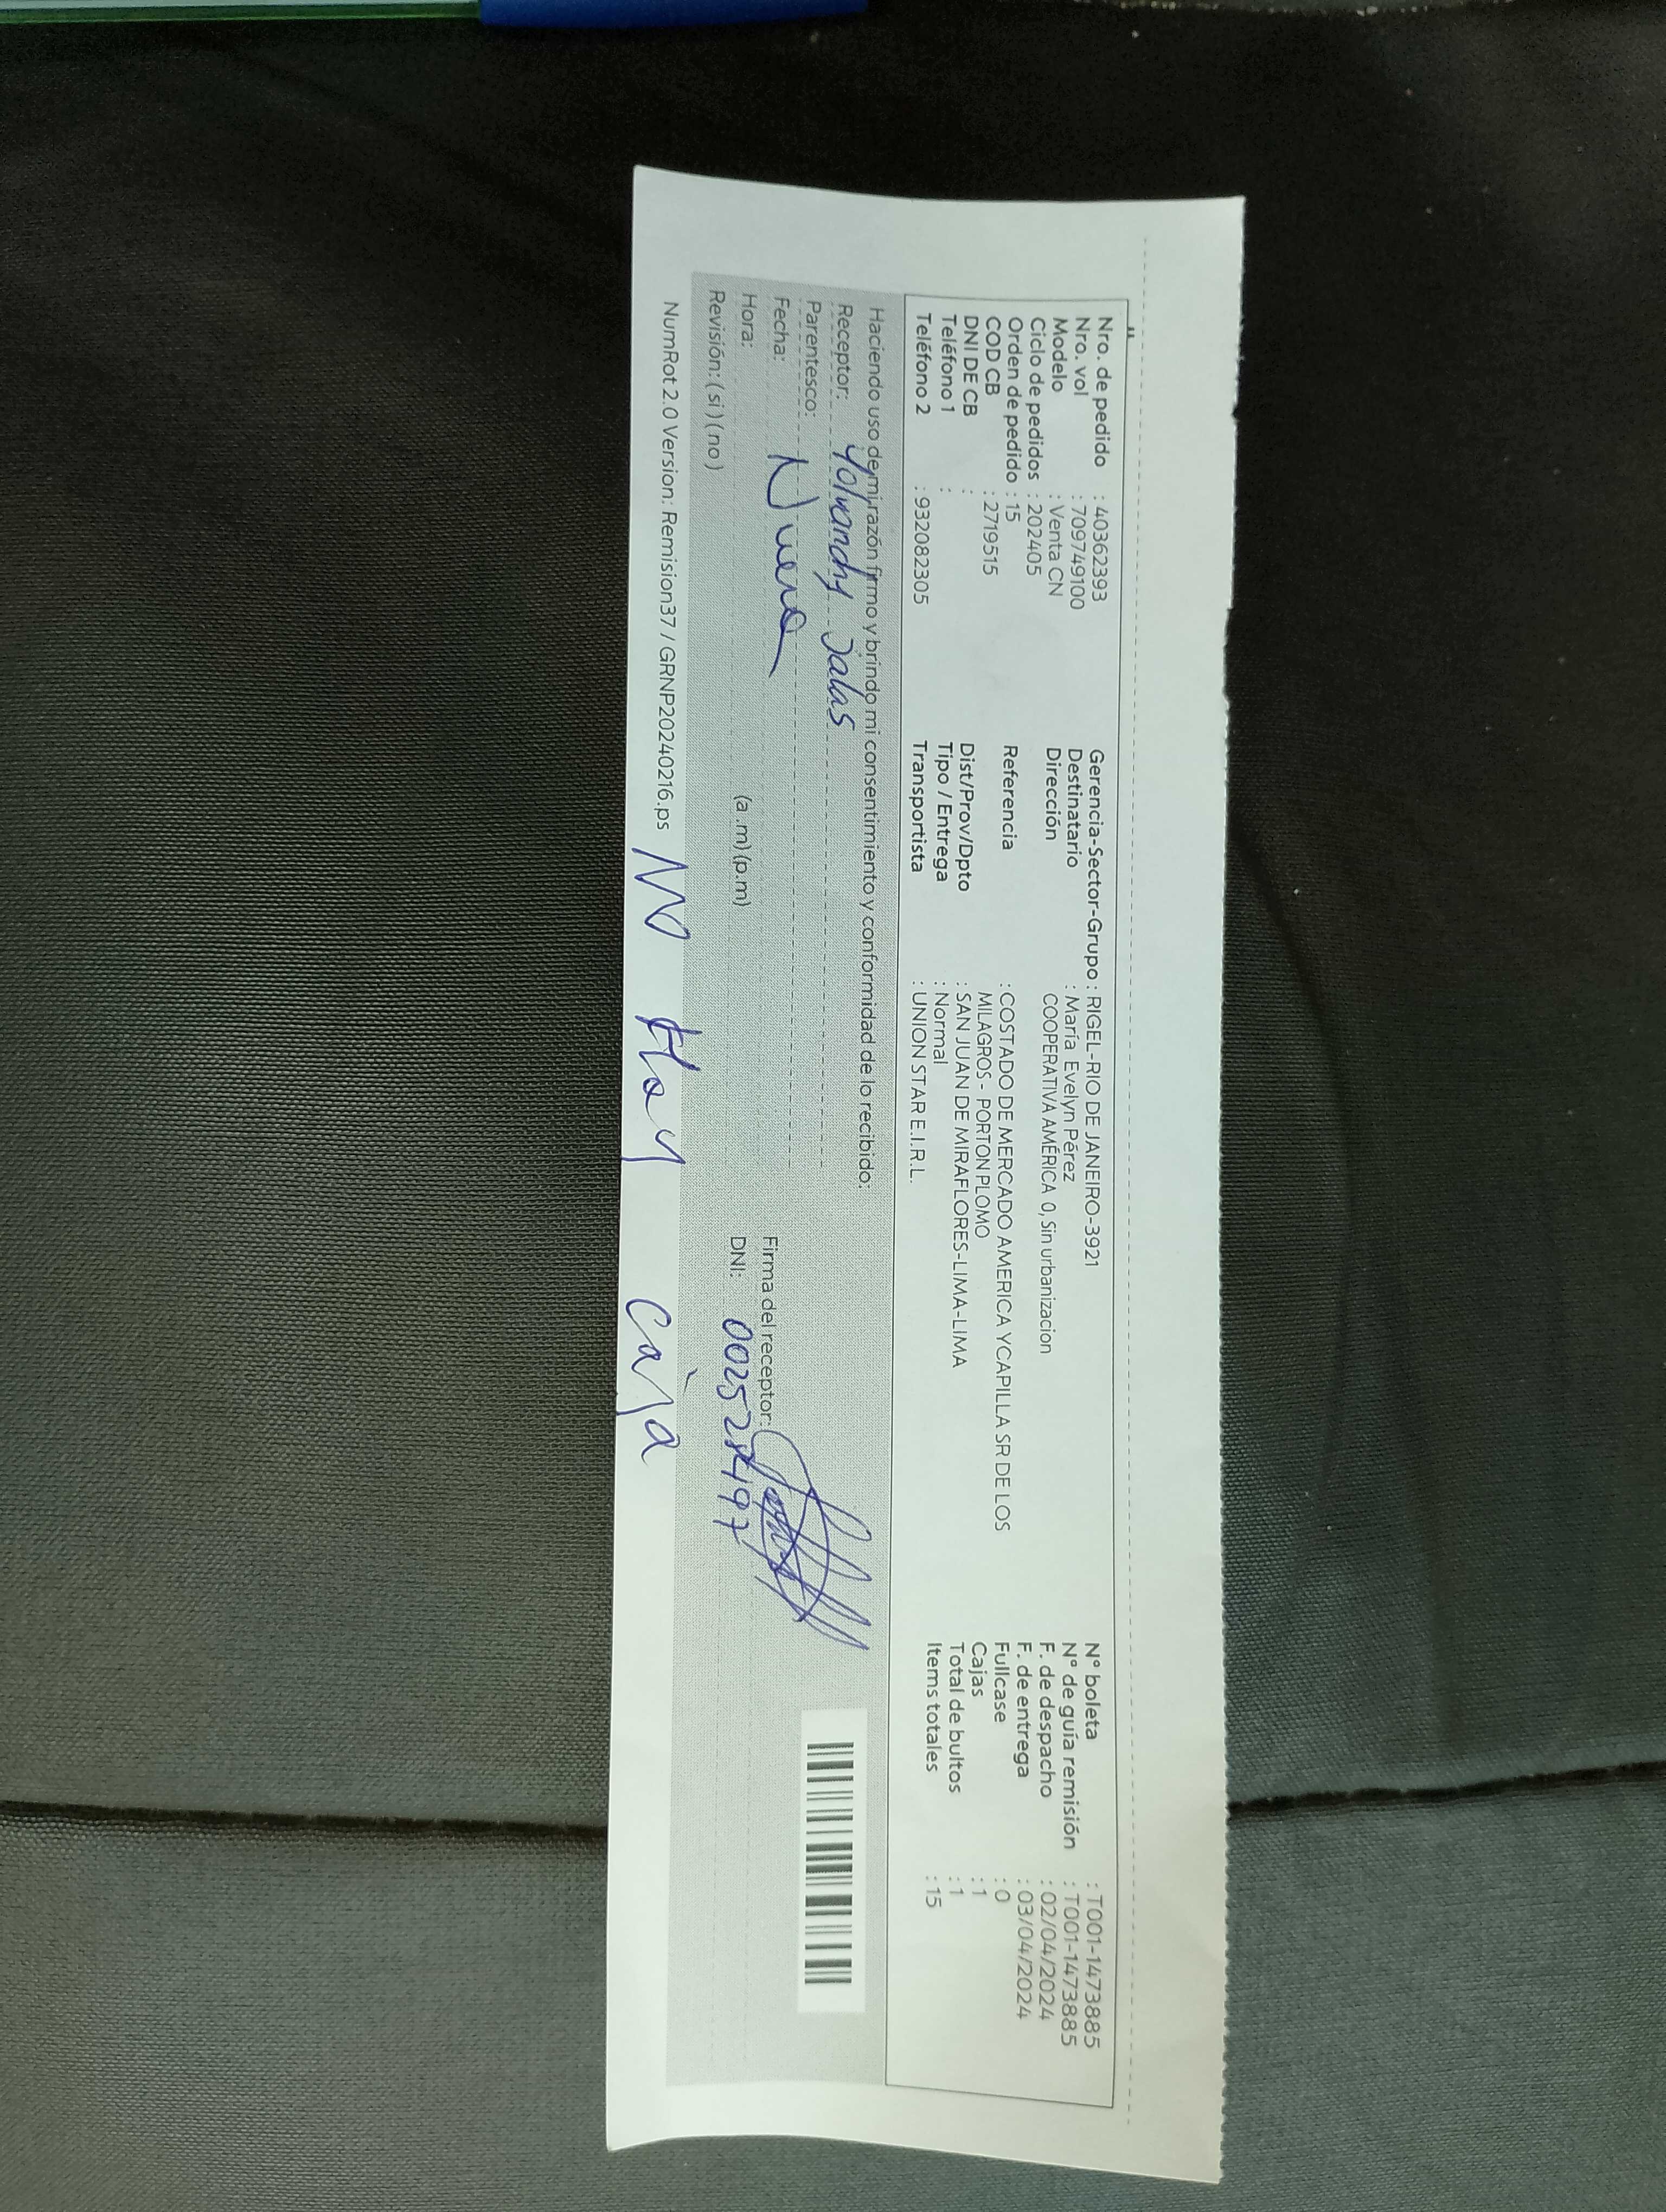 Nro. de pedido : 40362393
Nro. vol : 709749100
Modelo : Venta CN
Ciclo de pedidos : 202405
Orden de pedido : 15
COD CB : 2719515
DNI DE CB :
Teléfono 1 :
Teléfono 2 : 932082305
Gerencia-Sector-Grupo : RIGEL-RIO DE JANEIRO-3921
Destinatario : María Evelyn Pérez
Dirección COOPERATIVA AMÉRICA 0, Sin urbanizacion
Referencia : COSTADO DE MERCADO AMERICA YCAPILLA SR DE LOS
MILAGROS - PORTON PLOMO
Dist/Prov/Dpto : SAN JUAN DE MIRAFLORES-LIMA-LIMA
Tipo / Entrega : Normal
Transportista : UNION STAR E.I.R.L.
N° boleta : T001-1473885
N° de guía remisión : T001-1473885
F. de despacho : 02/04/2024
F. de entrega : 03/04/2024
Fullcase : 0
Cajas : 1
Total de bultos : 1
Items totales : 15
Haciendo uso de mi razón firmo y brindo mi consentimiento y conformidad de lo recibido:
Receptor:
Parentesco:
Fecha: Nuera
Hora: (a.m) (p.m)
Revisión: ( si ) ( no )
Firma del receptor:
DNI:
NumRot 2.0 Version: Remision37 / GRNP20240216.ps
NO Hay caja